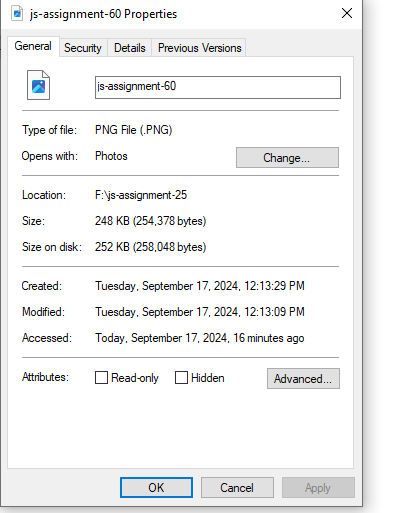 js-assignment-60 Properties
General Security Details Previous Versions
js-assignment-60
Type of file: PNG File (.PNG)
Opens with: Photos Change...
Location: F:\js-assignment-25
Size: 248 KB (254,378 bytes)
Size on disk: 252 KB (258,048 bytes)
Created: Tuesday, September 17, 2024, 12:13:29 PM
Modified: Tuesday, September 17, 2024, 12:13:09 PM
Accessed: Today, September 17, 2024, 16 minutes ago
Attributes: Read-only Hidden Advanced...
OK Cancel Apply